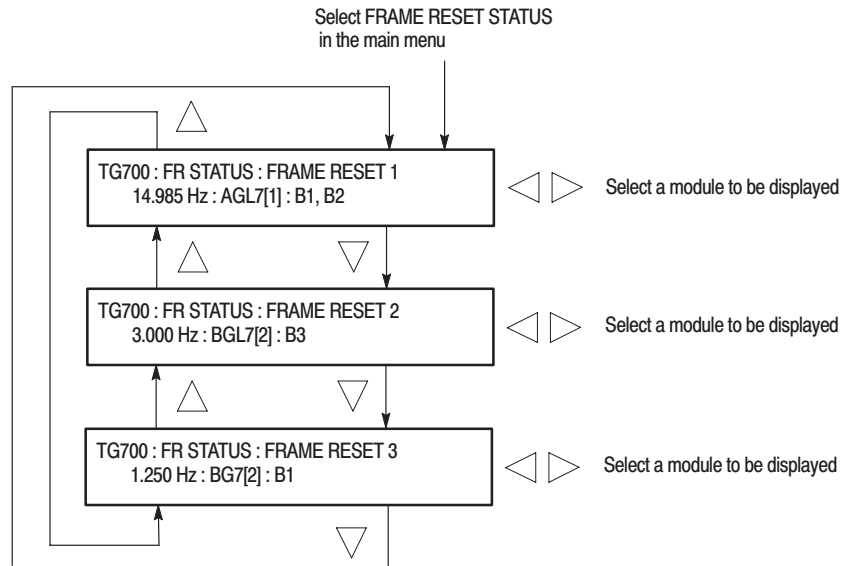 Select FRAME RESET STATUS
in the main menu
TG700 : FR STATUS : FRAME RESET 1
14.985 Hz : AGL7[1] : B1, B2
Select a module to be displayed
TG700 : FR STATUS : FRAME RESET 2
3.000 Hz : BGL7[2] : B3
Select a module to be displayed
TG700 : FR STATUS : FRAME RESET 3
1.250 Hz : BG7[2] : B1
Select a module to be displayed